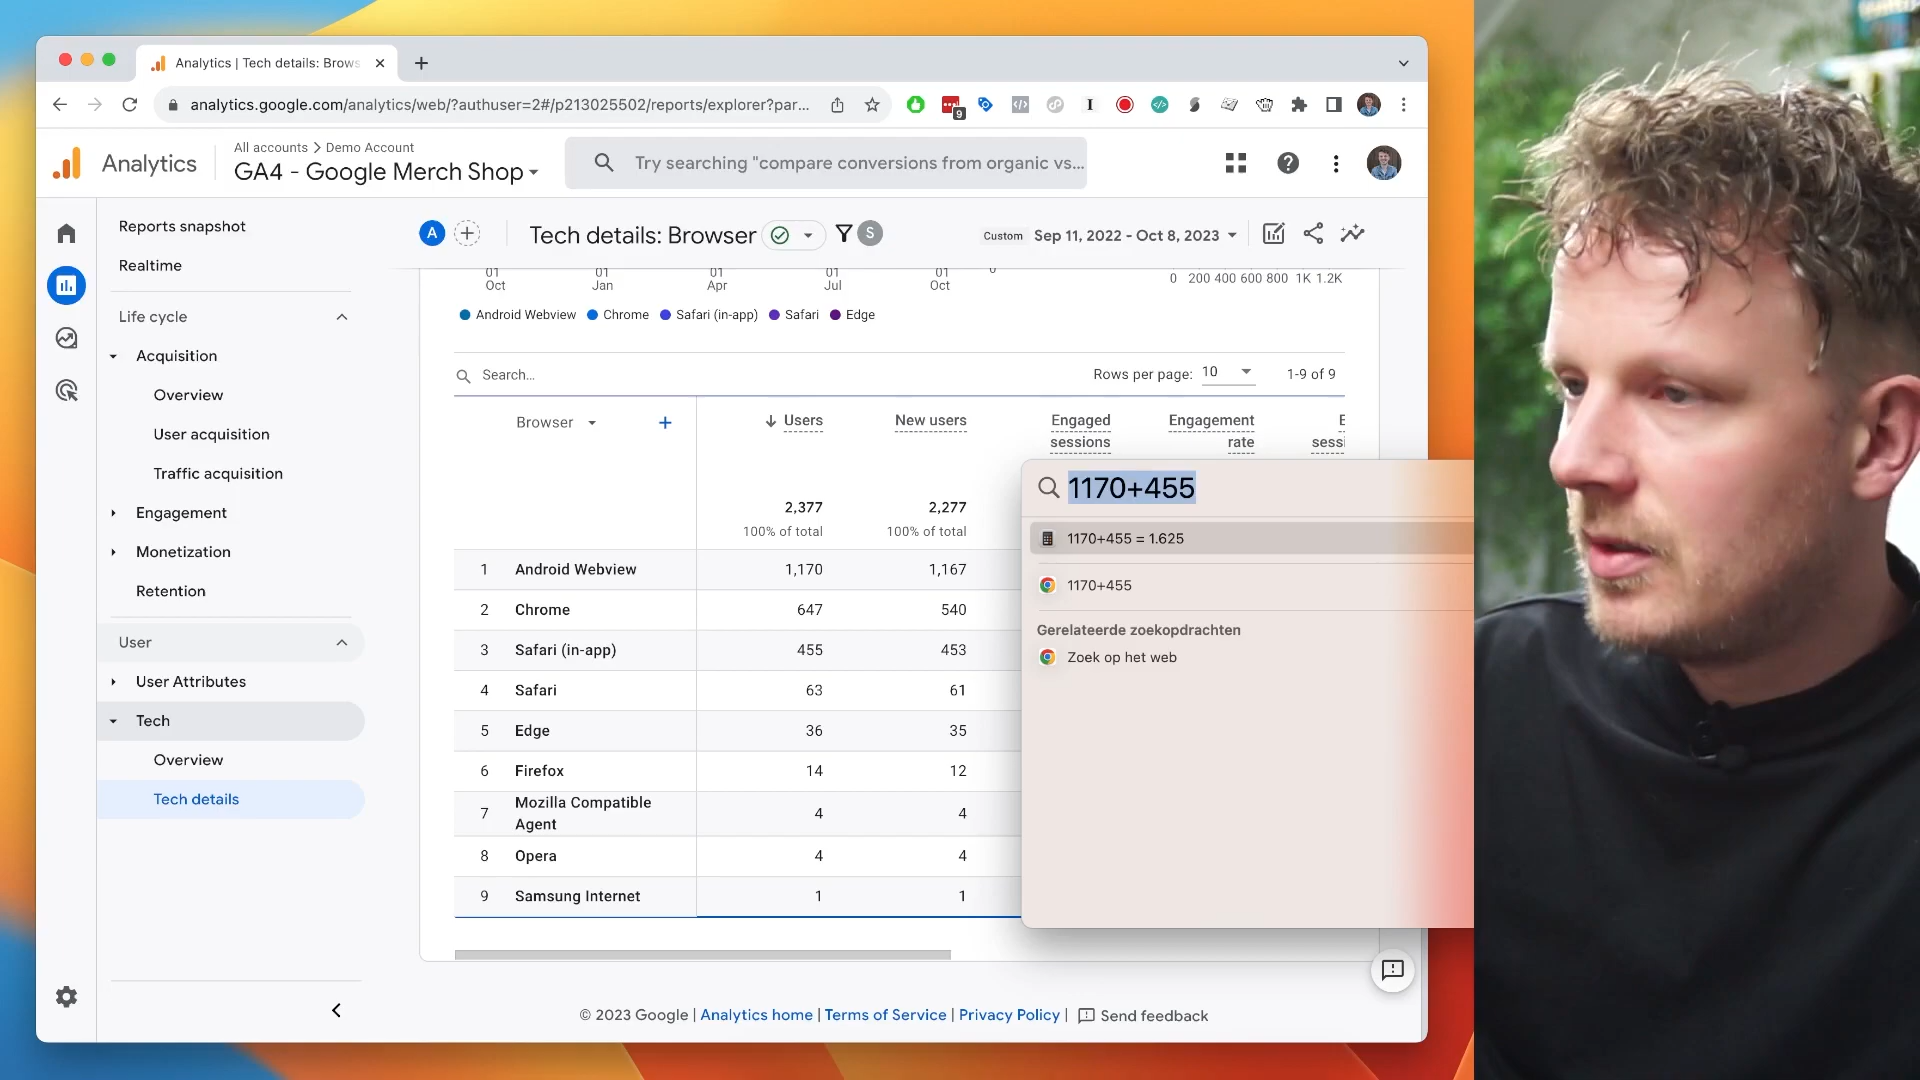 Analytics | Tech details: Brows
analytics.google.com/analytics/web/?authuser=2#/p213025502/reports/explorer?par...
9
Analytics
All accounts > Demo Account
GA4 - Google Merch Shop
Try searching "compare conversions from organic vs...
Reports snapshot
Realtime
Life cycle
Acquisition
Overview
User acquisition
Traffic acquisition
Engagement
Monetization
Retention
User
User Attributes
Tech
Overview
Tech details
A
Tech details: Browser
S
Custom Sep 11, 2022 - Oct 8, 2023
01 01 01 01 01 0
Oct Jan Apr Jul Oct
0 200 400 600 800 1K 1.2K
Android Webview Chrome Safari (in-app) Safari Edge
Search...
Rows per page: 10 1-9 of 9
Browser + Users New users Engaged sessions Engagement rate E sessi
2,377 2,277
100% of total 100% of total
1 Android Webview 1,170 1,167
2 Chrome 647 540
3 Safari (in-app) 455 453
4 Safari 63 61
5 Edge 36 35
6 Firefox 14 12
7 Mozilla Compatible Agent 4 4
8 Opera 4 4
9 Samsung Internet 1 1
1170+455
1170+455 = 1.625
1170+455
Gerelateerde zoekopdrachten
Zoek op het web
© 2023 Google | Analytics home | Terms of Service | Privacy Policy | Send feedback